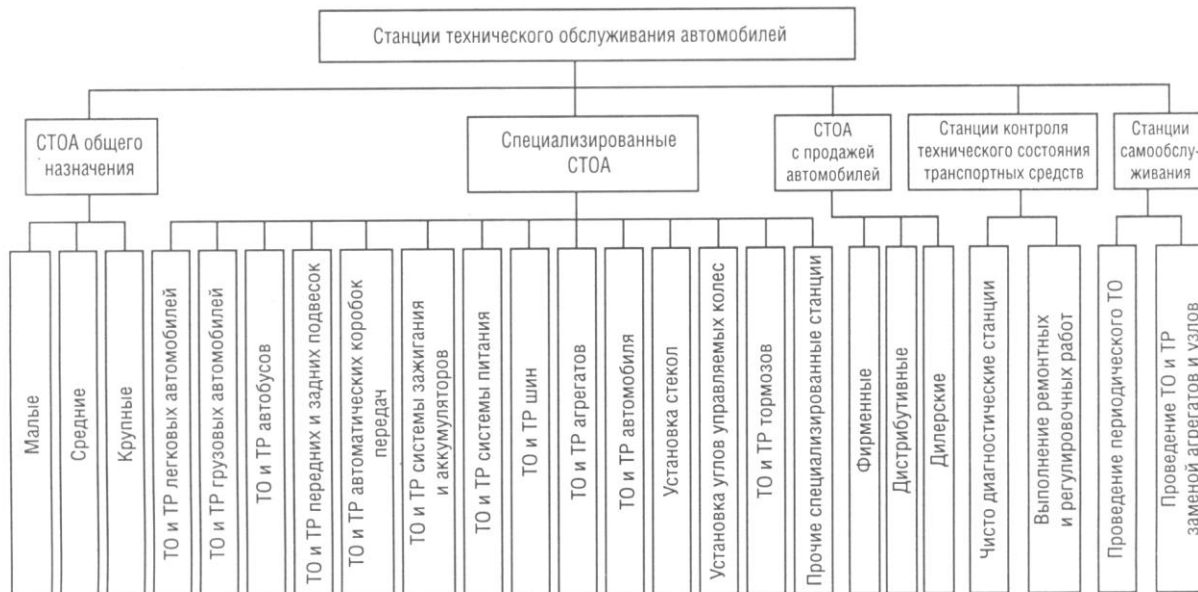 Станции технического обслуживания автомобилей
СТОА общего
назначения
Специализированные
СТОА
СТОА
с продажей
автомобилей
Станции контроля
технического состояния
транспортных средств
Станции
самообслу-
живания
Малые
Средние
Крупные
ТО и ТР легковых автомобилей
ТО и ТР грузовых автомобилей
ТО и ТР автобусов
ТО и ТР передних и задних подвесок
ТО и ТР автоматических коробок
передач
ТО и ТР системы зажигания
и аккумуляторов
ТО и ТР системы питания
ТО и ТР шин
ТО и ТР агрегатов
ТО и ТР автомобиля
Установка стекол
Установка углов управляемых колес
ТО и ТР тормозов
Прочие специализированные станции
Фирменные
Дистрибутивные
Дилерские
Чисто диагностические станции
Выполнение ремонтных
и регулировочных работ
Проведение периодического ТО
Проведение ТО и ТР
заменой агрегатов и узлов